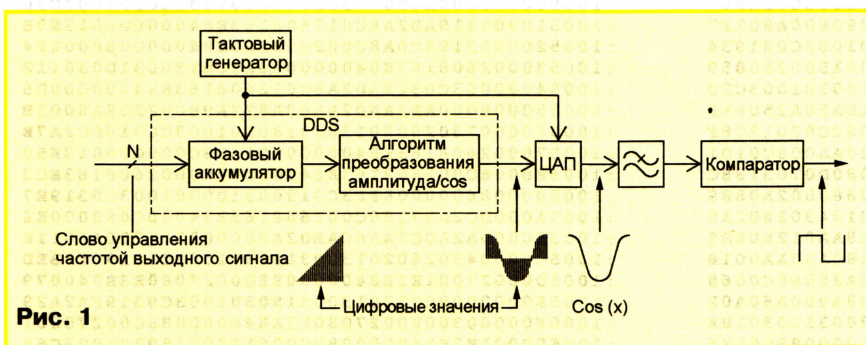 Тактовый
генератор
DDS
N
Фазовый
аккумулятор
Алгоритм
преобразования
амплитуда/cos
ЦАП
Компаратор
Слово управления
частотой выходного сигнала
Цифровые значения
Cos (x)
Рис. 1